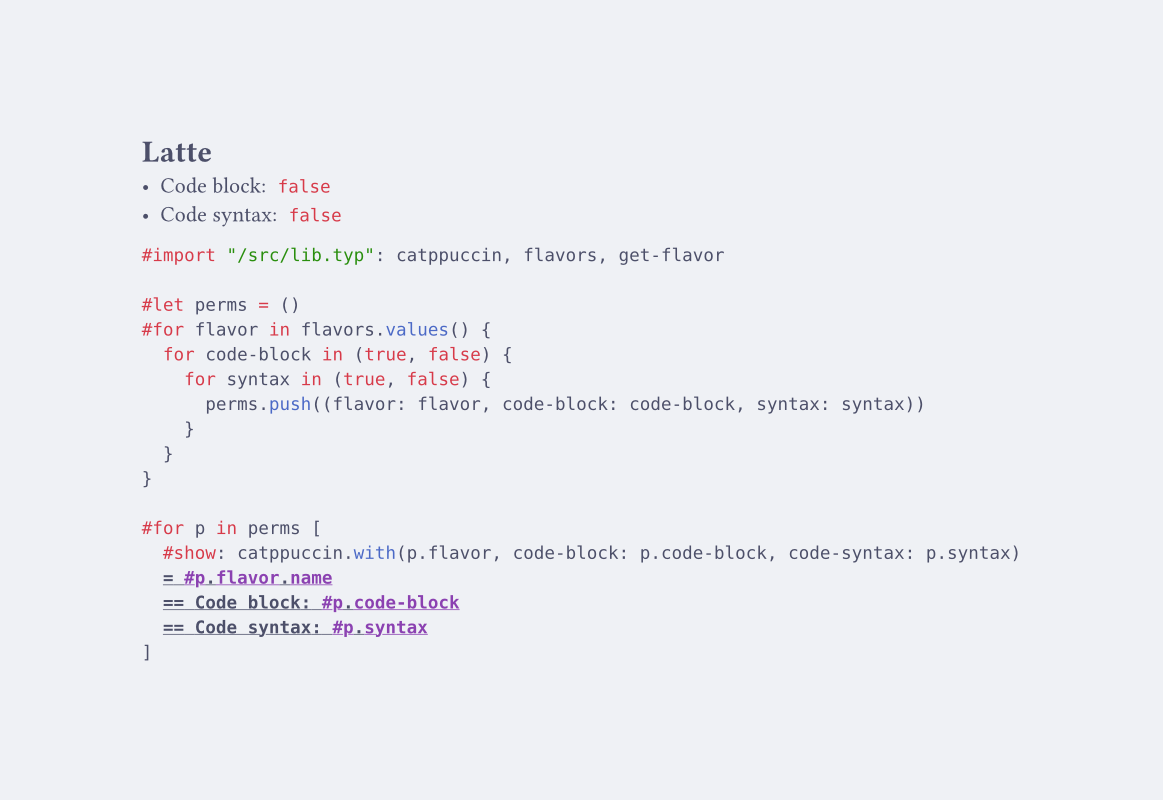 Latte
• Code block: false
• Code syntax: false
#import "/src/lib.typ": catppuccin, flavors, get-flavor
#let perms = ()
#for flavor in flavors.values() {
  for code-block in (true, false) {
    for syntax in (true, false) {
      perms.push((flavor: flavor, code-block: code-block, syntax: syntax))
    }
  }
}
#for p in perms [
  #show: catppuccin.with(p.flavor, code-block: p.code-block, code-syntax: p.syntax)
  = #p.flavor.name
  == Code block: #p.code-block
  == Code syntax: #p.syntax
]